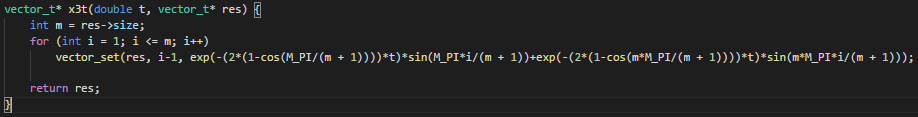 vector_t* x3t(double t, vector_t* res) {
    int m = res->size;
    for (int i = 1; i <= m; i++)
        vector_set(res, i-1, exp(-(2*(1-cos(M_PI/(m + 1))))*t)*sin(M_PI*i/(m + 1))+exp(-(2*(1-cos(m*M_PI/(m + 1))))*t)*sin(m*M_PI*i/(m + 1)));
    return res;
}